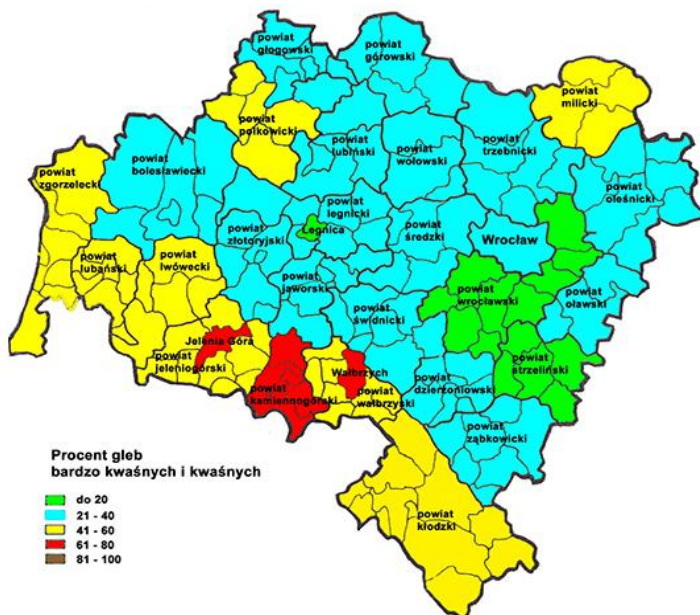 powiat
głogowski
powiat
górowski
powiat
milicki
powiat
polkowicki
powiat
lubiński
powiat
wołowski
powiat
trzebnicki
powiat
zgorzelecki
powiat
bolesławiecki
powiat
oleśnicki
powiat
legnicki
Legnica
powiat
złotoryjski
powiat
średzki
Wrocław
powiat
lubański
powiat
lwówecki
powiat
jaworski
powiat
wrocławski
powiat
oławski
powiat
świdnicki
Jelenia Góra
powiat
jeleniogórski
powiat
kamiennogórski
Wałbrzych
powiat
wałbrzyski
powiat
dzierżoniowski
powiat
strzeliński
powiat
ząbkowicki
powiat
kłodzki
Procent gleb
bardzo kwaśnych i kwaśnych
do 20
21 - 40
41 - 60
61 - 80
81 - 100